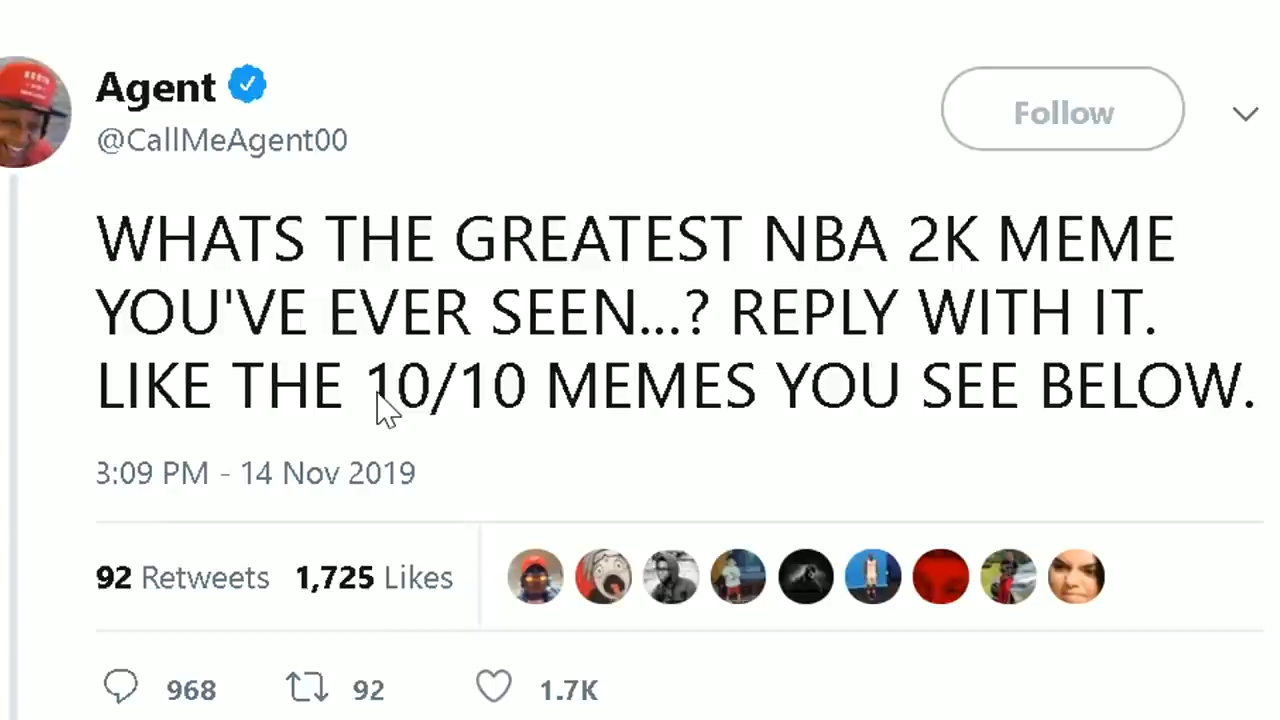 Agent
@CallMeAgent00
Follow
WHATS THE GREATEST NBA 2K MEME
YOU'VE EVER SEEN...? REPLY WITH IT.
LIKE THE 10/10 MEMES YOU SEE BELOW.
3:09 PM - 14 Nov 2019
92 Retweets 1,725 Likes
968 92 1.7K